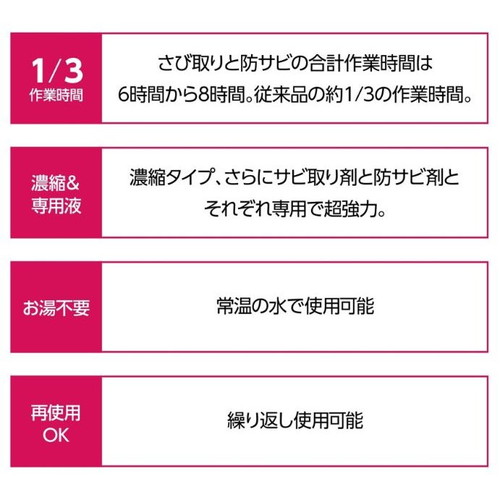 1/3
作業時間
さび取りと防サビの合計作業時間は
6時間から8時間。従来品の約1/3の作業時間。
濃縮&
専用液
濃縮タイプ、さらにサビ取り剤と防サビ剤と
それぞれ専用で超強力。
お湯不要
常温の水で使用可能
再使用
OK
繰り返し使用可能